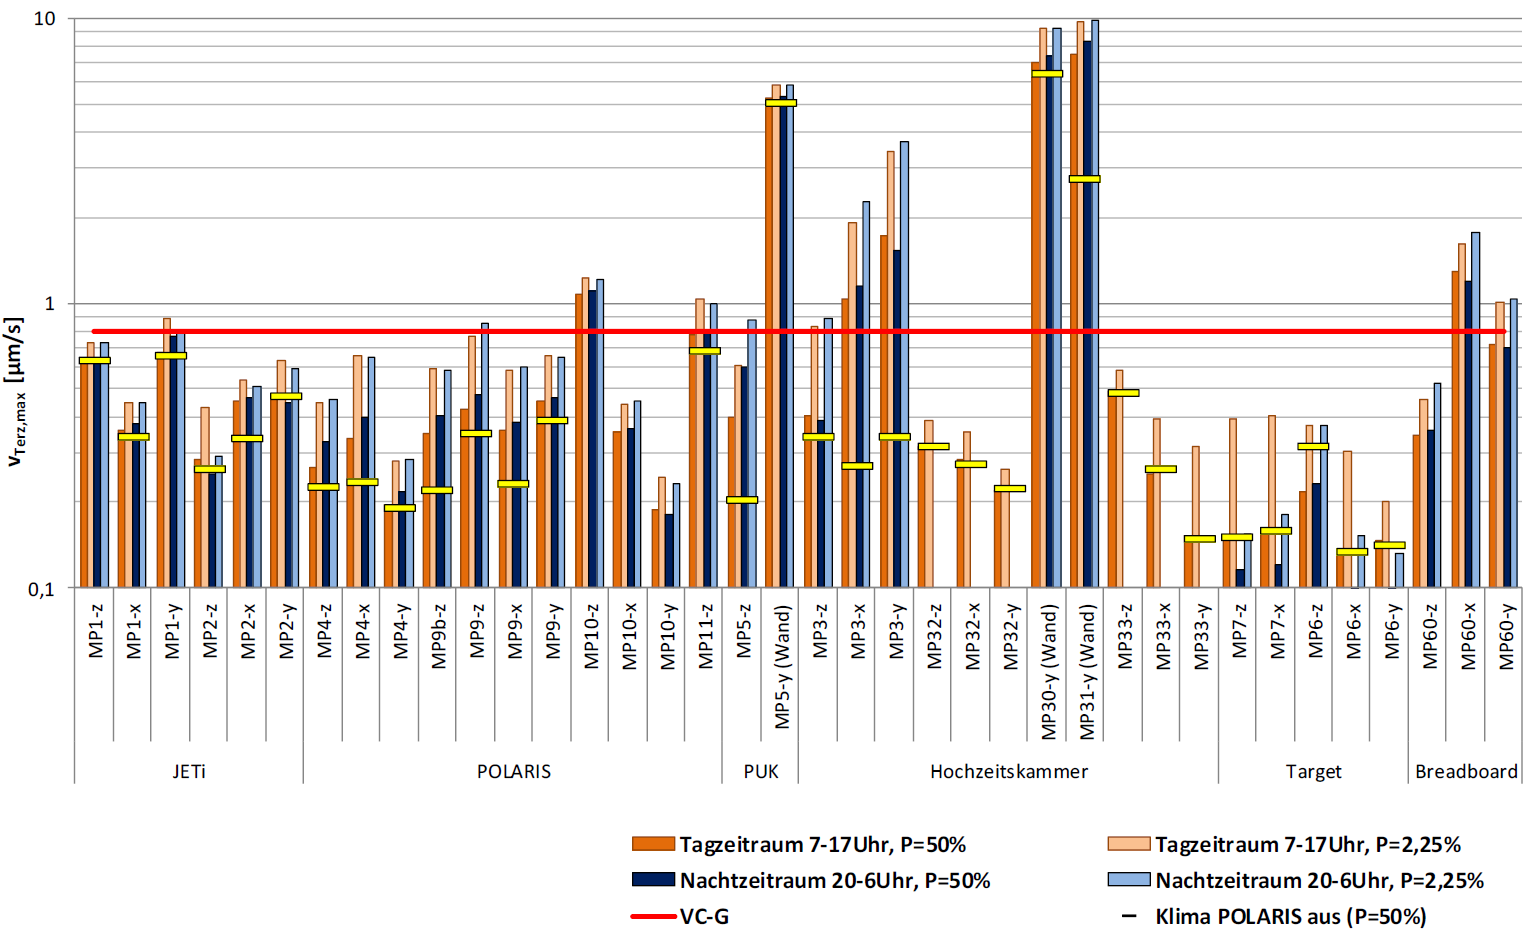 10
1
0,1
vTerz,max [µm/s]
MP1-z
MP1-x
MP1-y
MP2-z
MP2-x
MP2-y
MP4-z
MP4-x
MP4-y
MP9b-z
MP9-z
MP9-x
MP9-y
MP10-z
MP10-x
MP10-y
MP11-z
MP5-z
MP5-y (Wand)
MP3-z
MP3-x
MP3-y
MP32-z
MP32-x
MP32-y
MP30-y (Wand)
MP31-y (Wand)
MP33-z
MP33-x
MP33-y
MP7-z
MP7-x
MP6-z
MP6-x
MP6-y
MP60-z
MP60-x
MP60-y
JETi
POLARIS
PUK
Hochzeitskammer
Target
Breadboard
Tagzeitraum 7-17Uhr, P=50%
Tagzeitraum 7-17Uhr, P=2,25%
Nachtzeitraum 20-6Uhr, P=50%
Nachtzeitraum 20-6Uhr, P=2,25%
VC-G
Klima POLARIS aus (P=50%)